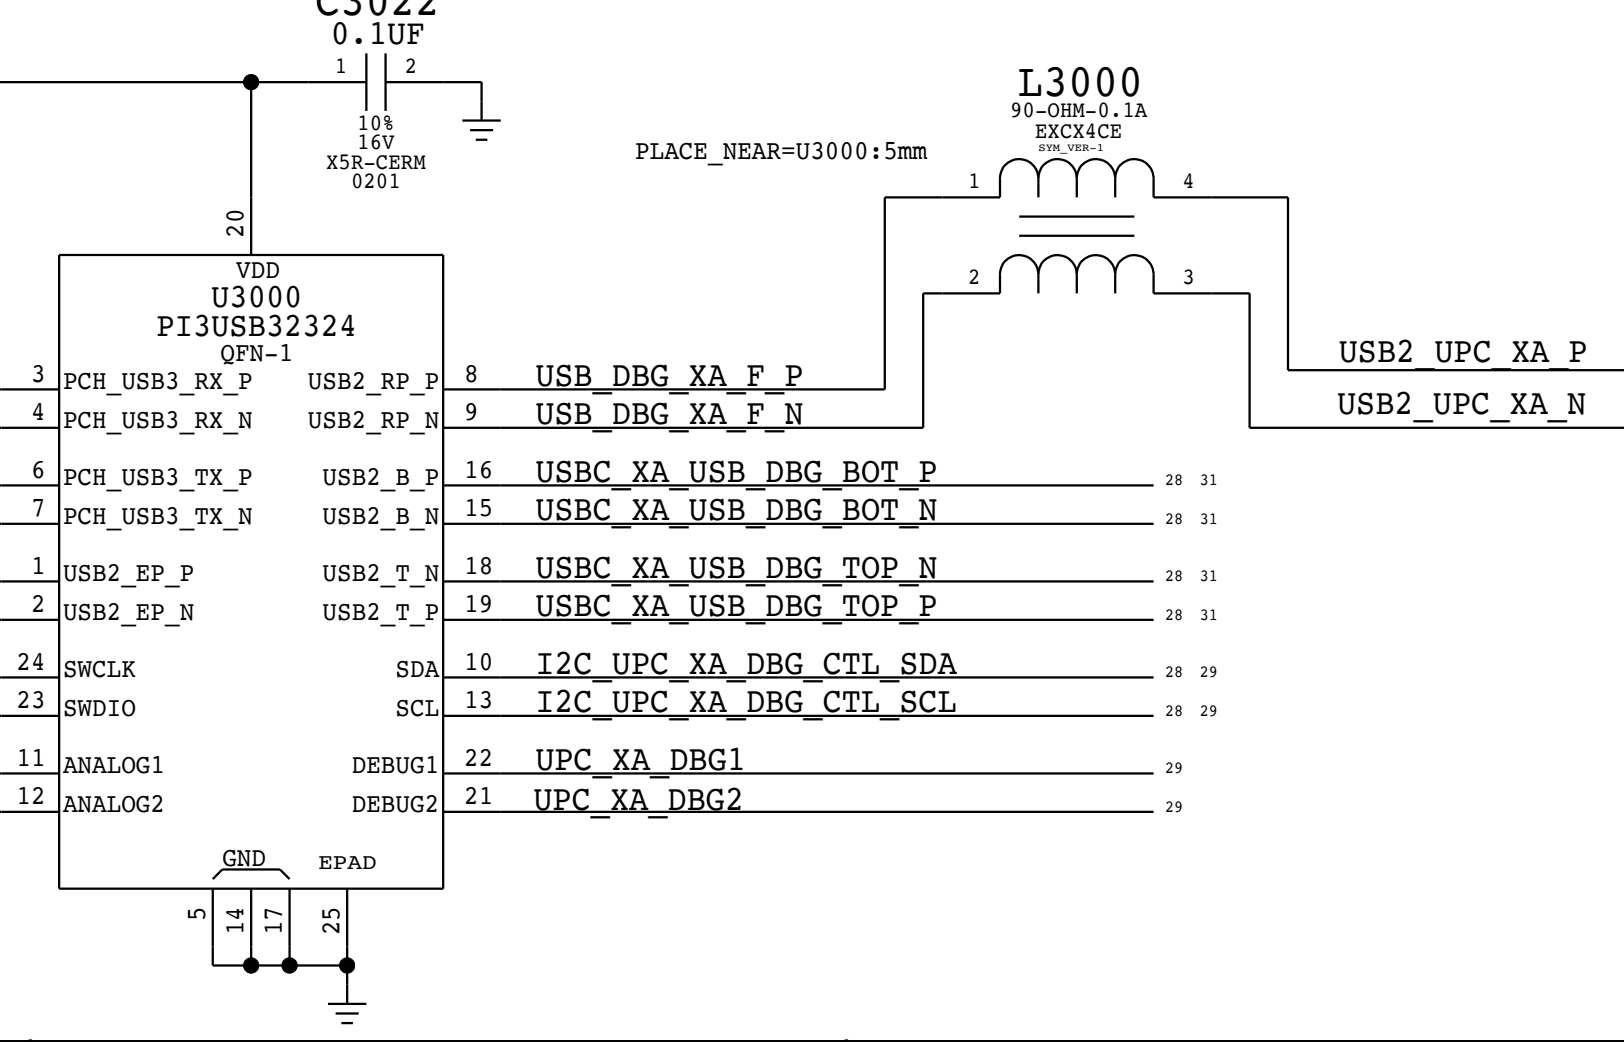 C3022
0.1UF
1 2
10%
16V
X5R-CERM
0201
L3000
90-OHM-0.1A
EXCX4CE
SYM_VER-1
PLACE_NEAR=U3000:5mm
1 4
2 3
20
VDD
U3000
PI3USB32324
QFN-1
USB2_UPC_XA_P
USB2_UPC_XA_N
3 PCH_USB3_RX_P USB2_RP_P 8 USB_DBG_XA_F_P
4 PCH_USB3_RX_N USB2_RP_N 9 USB_DBG_XA_F_N
6 PCH_USB3_TX_P USB2_B_P 16 USBC_XA_USB_DBG_BOT_P 28 31
7 PCH_USB3_TX_N USB2_B_N 15 USBC_XA_USB_DBG_BOT_N 28 31
1 USB2_EP_P USB2_T_N 18 USBC_XA_USB_DBG_TOP_N 28 31
2 USB2_EP_N USB2_T_P 19 USBC_XA_USB_DBG_TOP_P 28 31
24 SWCLK SDA 10 I2C_UPC_XA_DBG_CTL_SDA 28 29
23 SWDIO SCL 13 I2C_UPC_XA_DBG_CTL_SCL 28 29
11 ANALOG1 DEBUG1 22 UPC_XA_DBG1 29
12 ANALOG2 DEBUG2 21 UPC_XA_DBG2 29
GND EPAD
5 14 17 25